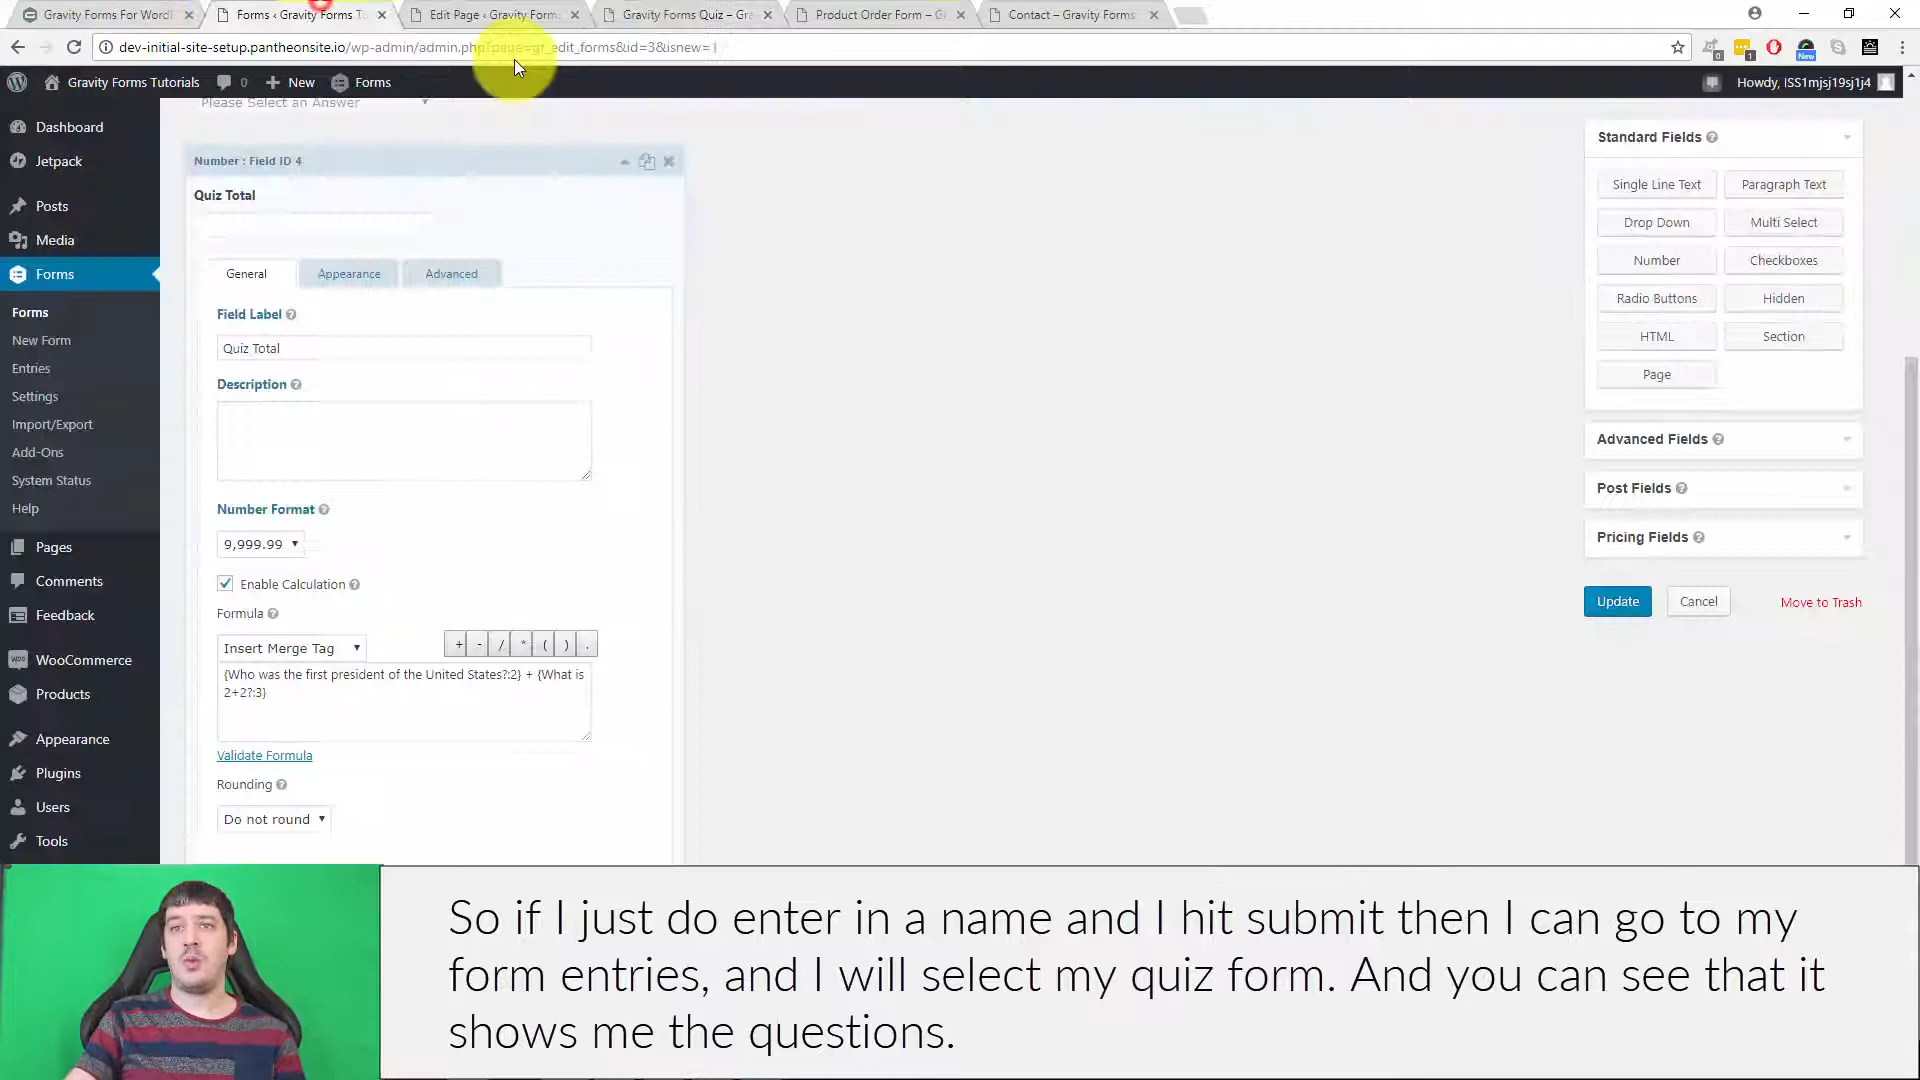 Gravity Forms For WordP
Forms ‹ Gravity Forms Tu
Edit Page ‹ Gravity Forms
Gravity Forms Quiz – Gra
Product Order Form – G
Contact – Gravity Forms
dev-initial-site-setup.pantheonsite.io/wp-admin/admin.php?page=gf_edit_forms&id=3&isnew=1
New
Gravity Forms Tutorials
0
New
Forms
Howdy, ISS1mjsj19sj1j4
Dashboard
Jetpack
Posts
Media
Forms
Forms
New Form
Entries
Settings
Import/Export
Add-Ons
System Status
Help
Pages
Comments
Feedback
WooCommerce
Products
Appearance
Plugins
Users
Tools
Please Select an Answer
Number : Field ID 4
Quiz Total
General
Appearance
Advanced
Field Label
Quiz Total
Description
Number Format
9,999.99
Enable Calculation
Formula
Insert Merge Tag
+ - / * ( ) .
{Who was the first president of the United States?:2} + {What is
2+2?:3}
Validate Formula
Rounding
Do not round
Standard Fields
Single Line Text
Paragraph Text
Drop Down
Multi Select
Number
Checkboxes
Radio Buttons
Hidden
HTML
Section
Page
Advanced Fields
Post Fields
Pricing Fields
Update
Cancel
Move to Trash
So if I just do enter in a name and I hit submit then I can go to my
form entries, and I will select my quiz form. And you can see that it
shows me the questions.